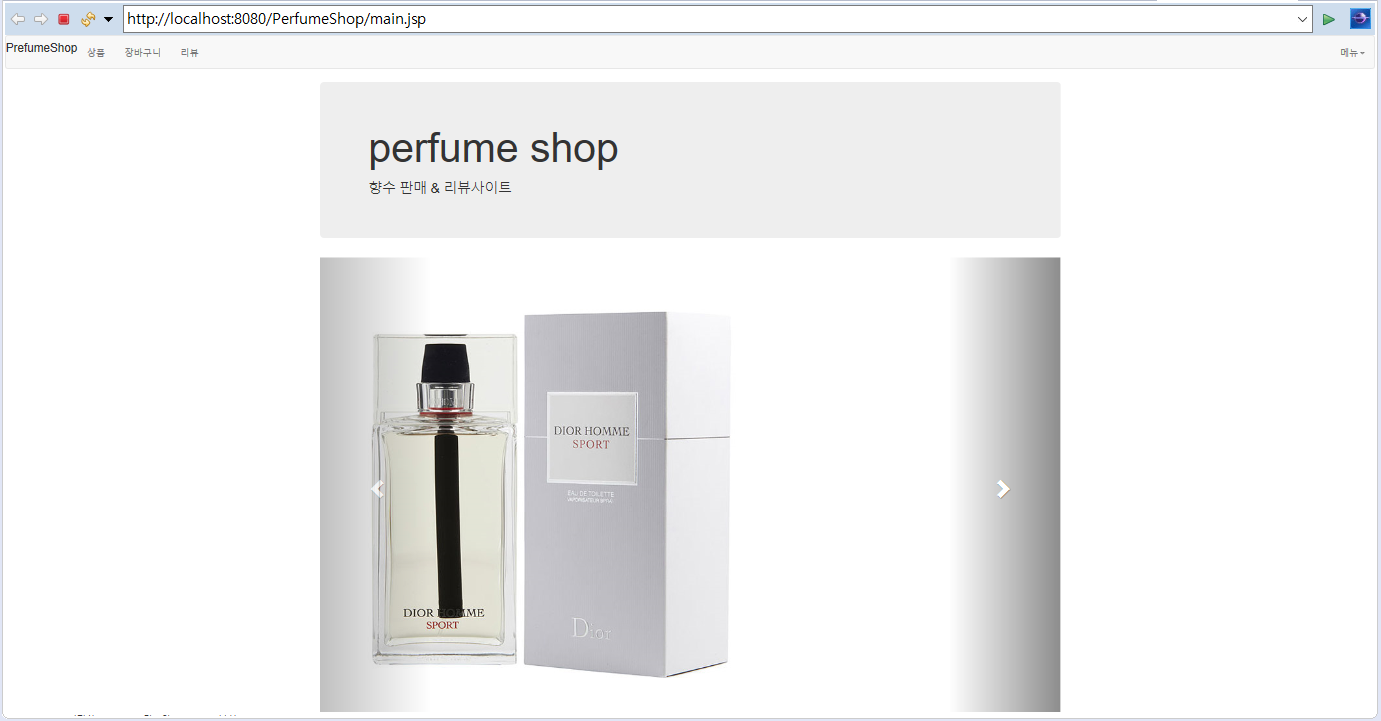 http://localhost:8080/PerfumeShop/main.jsp
PrefumeShop 상품 장바구니 리뷰 메뉴
perfume shop
향수 판매 & 리뷰사이트
DIOR HOMME
SPORT
EAU DE TOILETTE
DIOR HOMME
SPORT
Dior